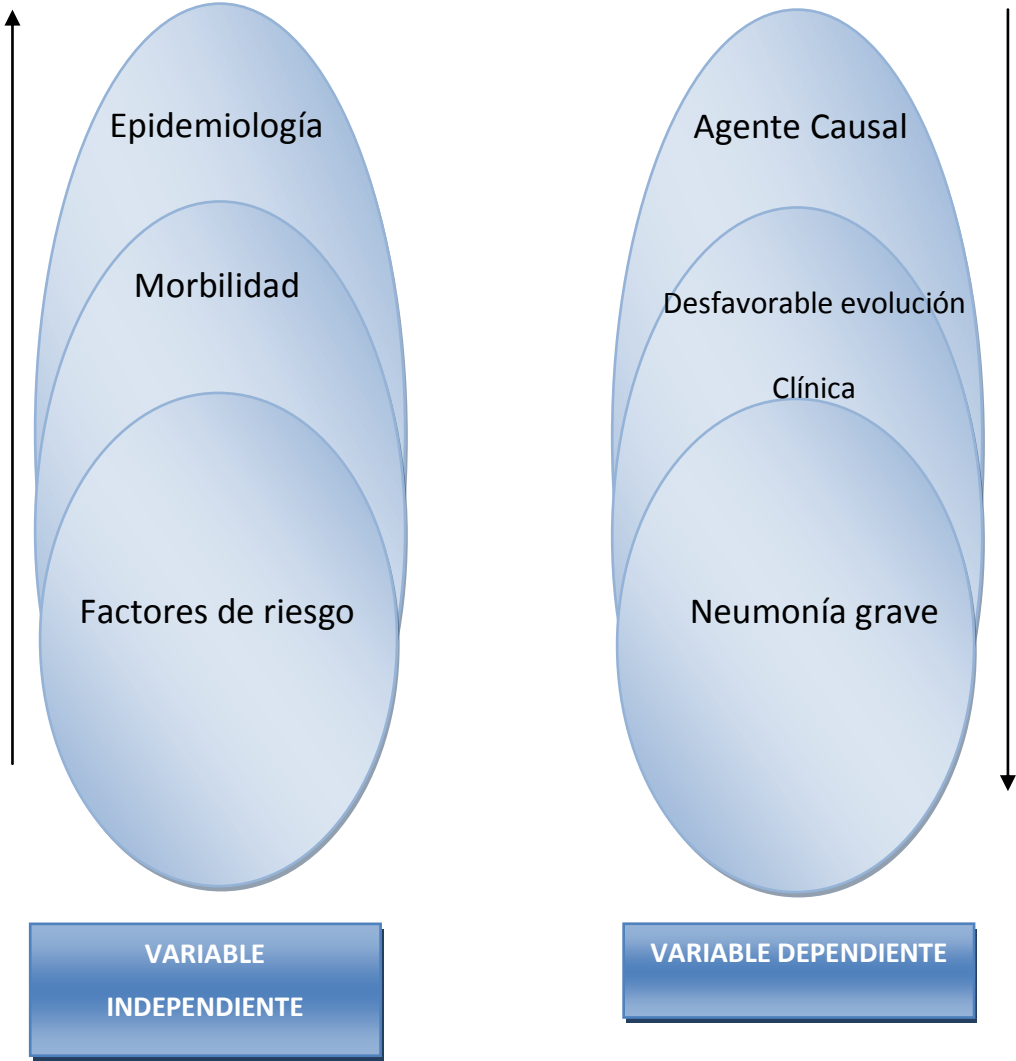 Epidemiología
Morbilidad
Factores de riesgo
VARIABLE
INDEPENDIENTE
Agente Causal
Desfavorable evolución
Clínica
Neumonía grave
VARIABLE DEPENDIENTE